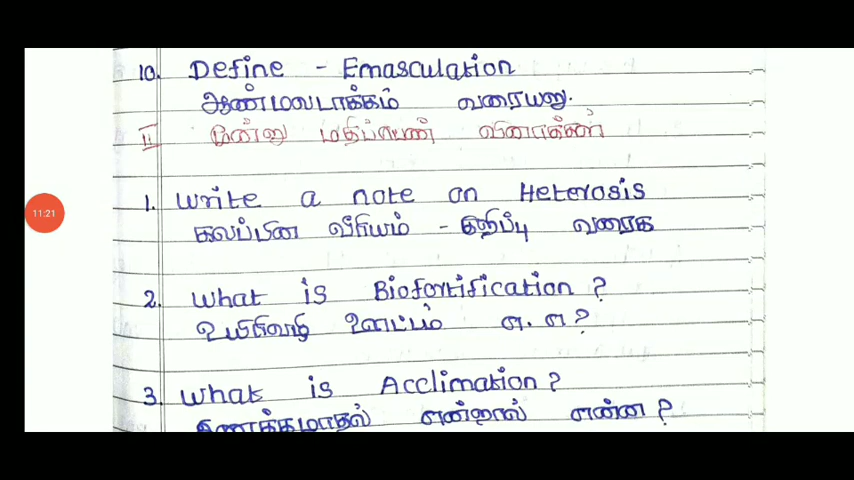 10. Define - Emasculation
ஆண்மலடாக்கம் வரையறு.
II மூன்று மதிப்பெண் வினாக்கள்
1. Write a note on Heterosis
கலப்பின வீரியம் - குறிப்பு வரைக
11:21
2. What is Biofortification ?
உயிரிவழி ஊட்டம் எ. எ ?
3. What is Acclimation ?
இணக்கமாதல் என்றால் என்ன ?